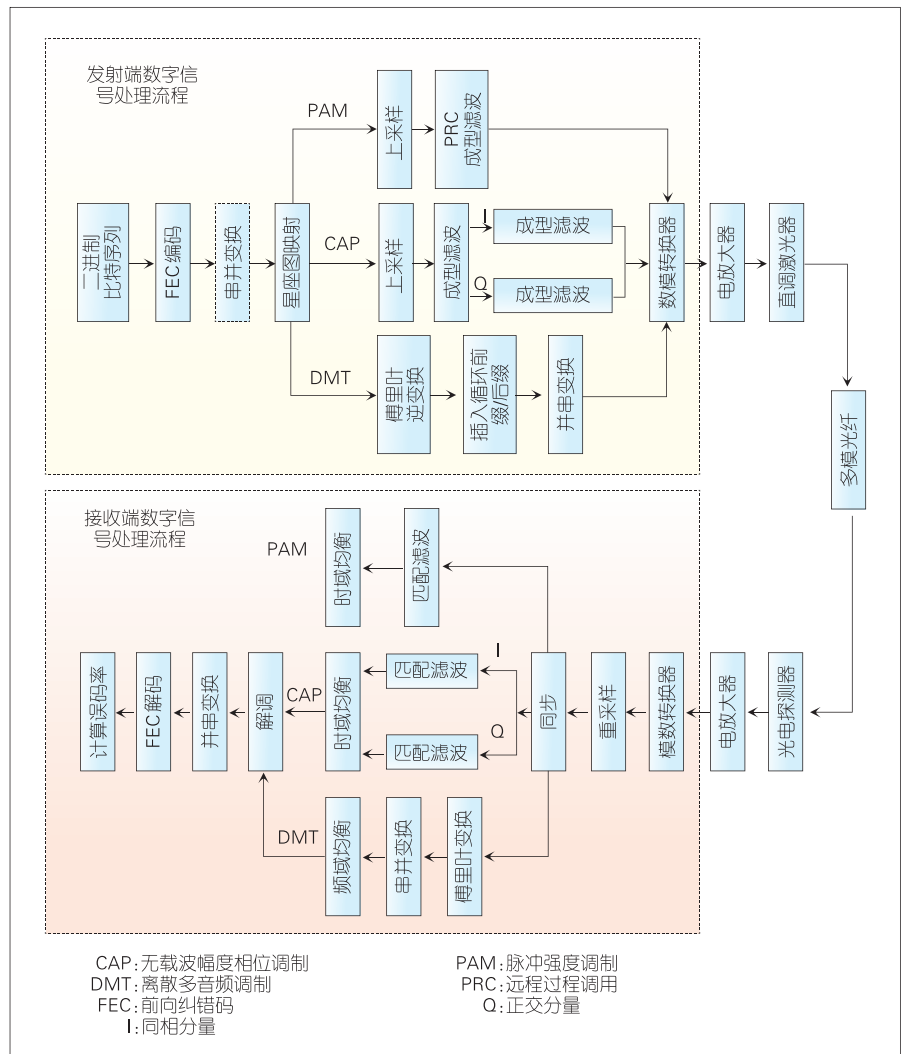 发射端数字信
号处理流程
PAM
上采样
PRC
成型滤波
二进制
比特序列
FEC编码
串并变换
星座图映射
CAP
上采样
成型滤波
I
成型滤波
Q
成型滤波
数模转换器
电放大器
直调激光器
DMT
傅里叶
逆变换
插入循环前
缀/后缀
并串变换
多模光纤
接收端数字信
号处理流程
PAM
时域均衡
匹配滤波
计算误码率
FEC解码
并串变换
解调
CAP
时域均衡
I
匹配滤波
Q
匹配滤波
同步
重采样
模数转换器
电放大器
光电探测器
DMT
频域均衡
串并变换
傅里叶变换
CAP:无载波幅度相位调制
DMT:离散多音频调制
FEC:前向纠错码
I:同相分量
PAM:脉冲强度调制
PRC:远程过程调用
Q:正交分量